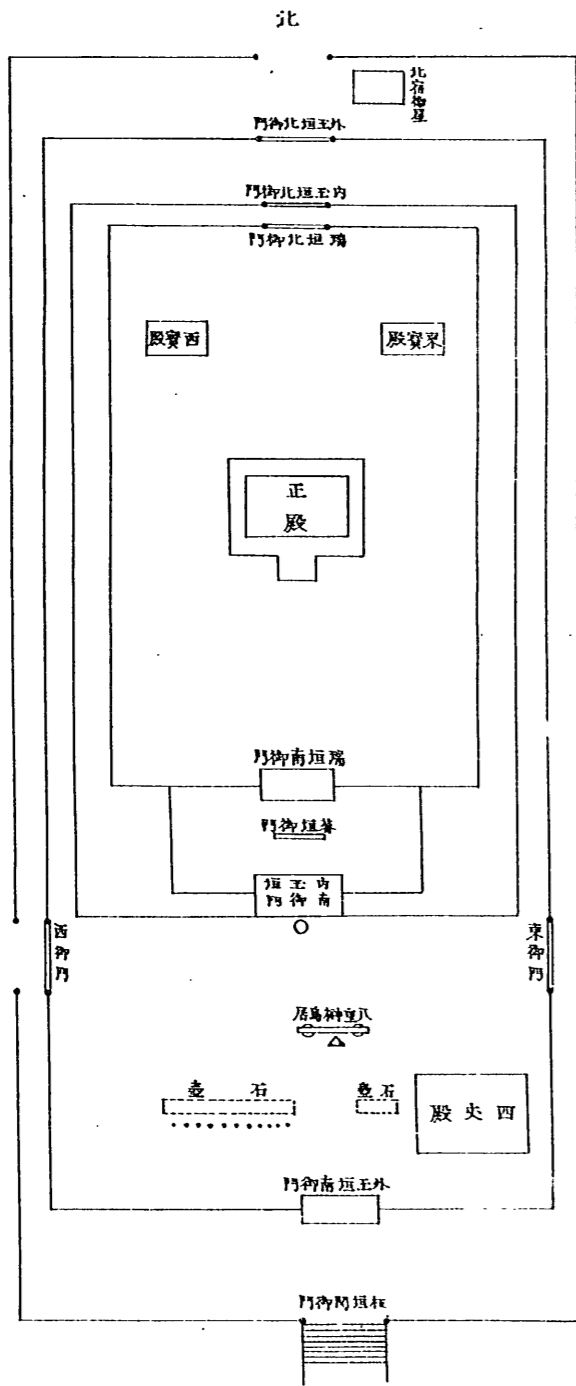 北
北宿衛屋
外玉垣北御門
内玉垣北御門
瑞垣北御門
東寶殿
西寶殿
正
殿
瑞垣南御門
蕃垣御門
内玉垣
南御門
東御門
西御門
八重榊鳥居
石壺
石壺
四丈殿
外玉垣南御門
板垣南御門